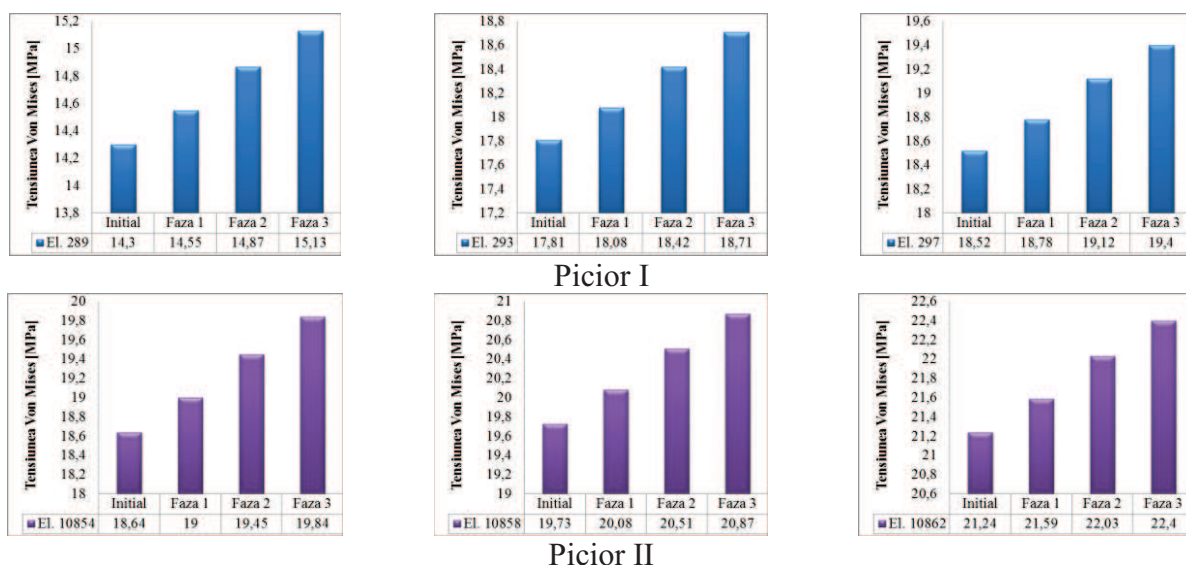 Tensiunea Von Mises [MPa]
15,2
15
14,8
14,6
14,4
14,2
14
13,8
Initial Faza 1 Faza 2 Faza 3
El. 289 14,3 14,55 14,87 15,13
Tensiunea Von Mises [MPa]
18,8
18,6
18,4
18,2
18
17,8
17,6
17,4
17,2
Initial Faza 1 Faza 2 Faza 3
El. 293 17,81 18,08 18,42 18,71
Tensiunea Von Mises [MPa]
19,6
19,4
19,2
19
18,8
18,6
18,4
18,2
18
Initial Faza 1 Faza 2 Faza 3
El. 297 18,52 18,78 19,12 19,4
Picior I
Tensiunea Von Mises [MPa]
20
19,8
19,6
19,4
19,2
19
18,8
18,6
18,4
18,2
18
Initial Faza 1 Faza 2 Faza 3
El. 10854 18,64 19 19,45 19,84
Tensiunea Von Mises [MPa]
21
20,8
20,6
20,4
20,2
20
19,8
19,6
19,4
19,2
19
Initial Faza 1 Faza 2 Faza 3
El. 10858 19,73 20,08 20,51 20,87
Tensiunea Von Mises [MPa]
22,6
22,4
22,2
22
21,8
21,6
21,4
21,2
21
20,8
20,6
Initial Faza 1 Faza 2 Faza 3
El. 10862 21,24 21,59 22,03 22,4
Picior II